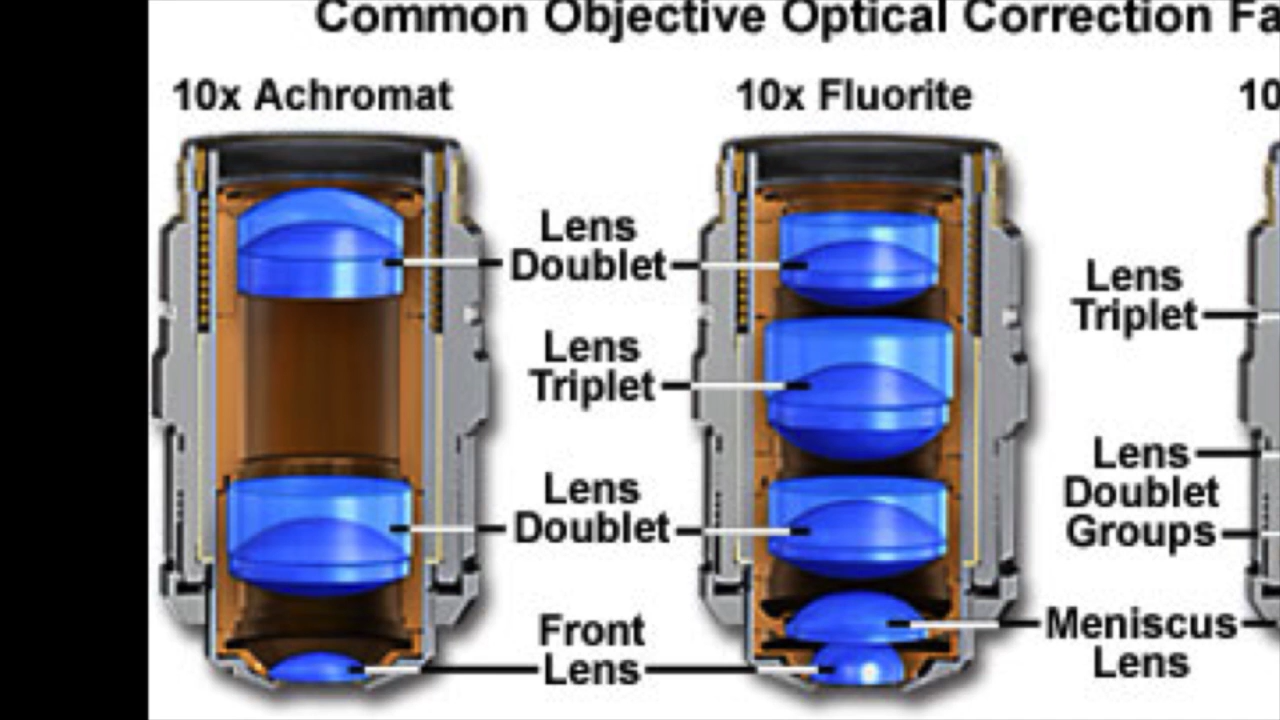 Common Objective Optical Correction Fa
10x Achromat
10x Fluorite
10
Lens
Doublet
Lens
Triplet
Lens
Doublet
Front
Lens
Lens
Triplet
Lens
Doublet
Groups
Meniscus
Lens